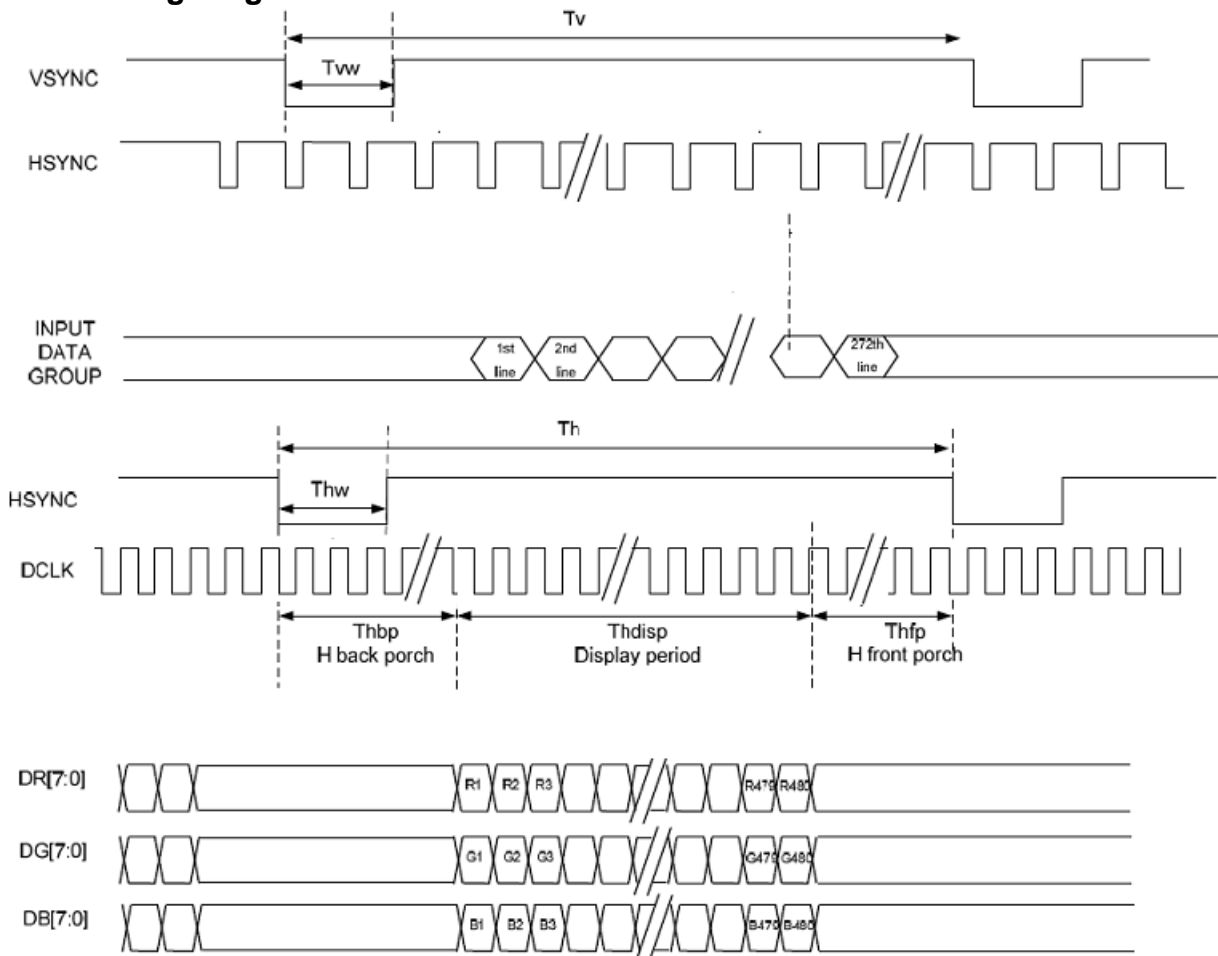 Tv
VSYNC
Tvw
HSYNC
INPUT
DATA
GROUP
1st
line
2nd
line
272th
line
Th
HSYNC
Thw
DCLK
Thbp
H back porch
Thdisp
Display period
Thfp
H front porch
DR[7:0]
R1 R2 R3 R479 R480
DG[7:0]
G1 G2 G3 G479 G480
DB[7:0]
B1 B2 B3 B479 B480